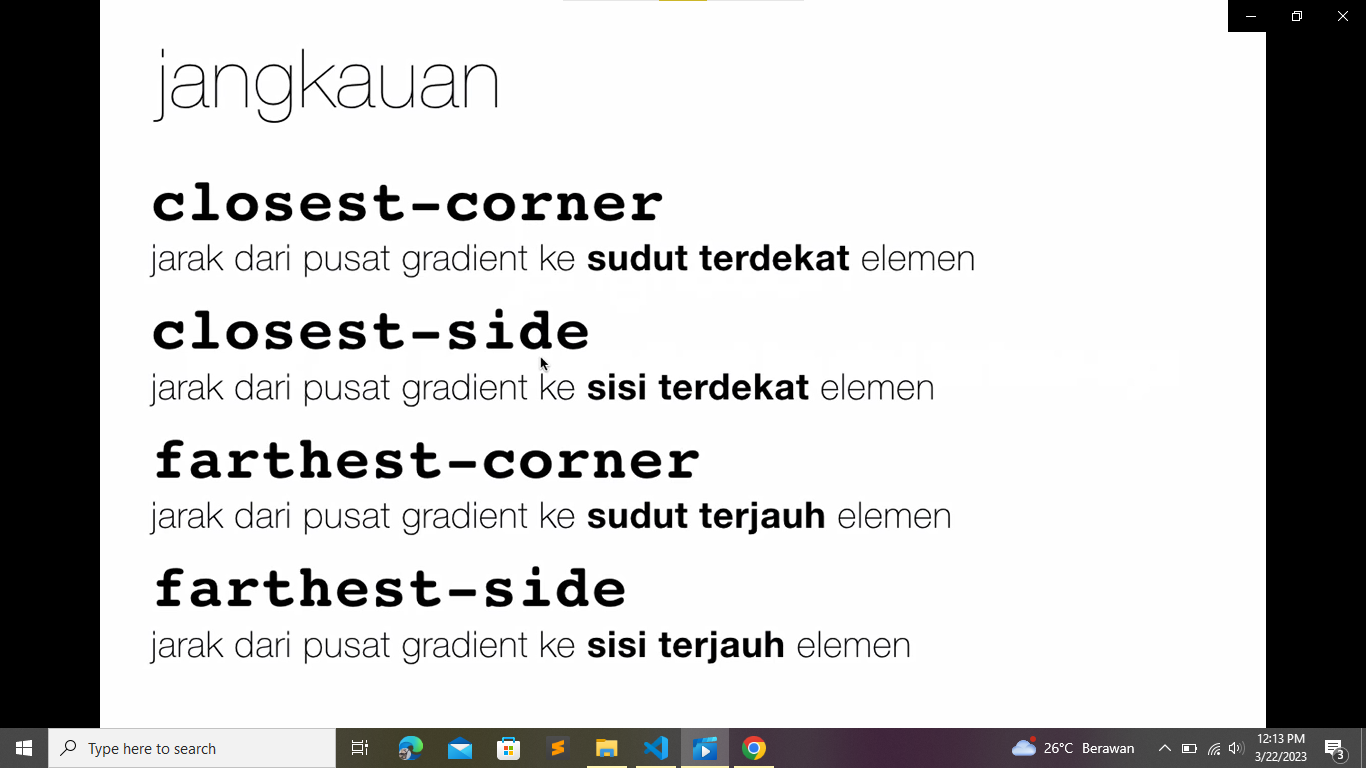 jangkauan
closest-corner
jarak dari pusat gradient ke sudut terdekat elemen
closest-side
jarak dari pusat gradient ke sisi terdekat elemen
farthest-corner
jarak dari pusat gradient ke sudut terjauh elemen
farthest-side
jarak dari pusat gradient ke sisi terjauh elemen
Type here to search
26°C Berawan
12:13 PM
3/22/2023
3